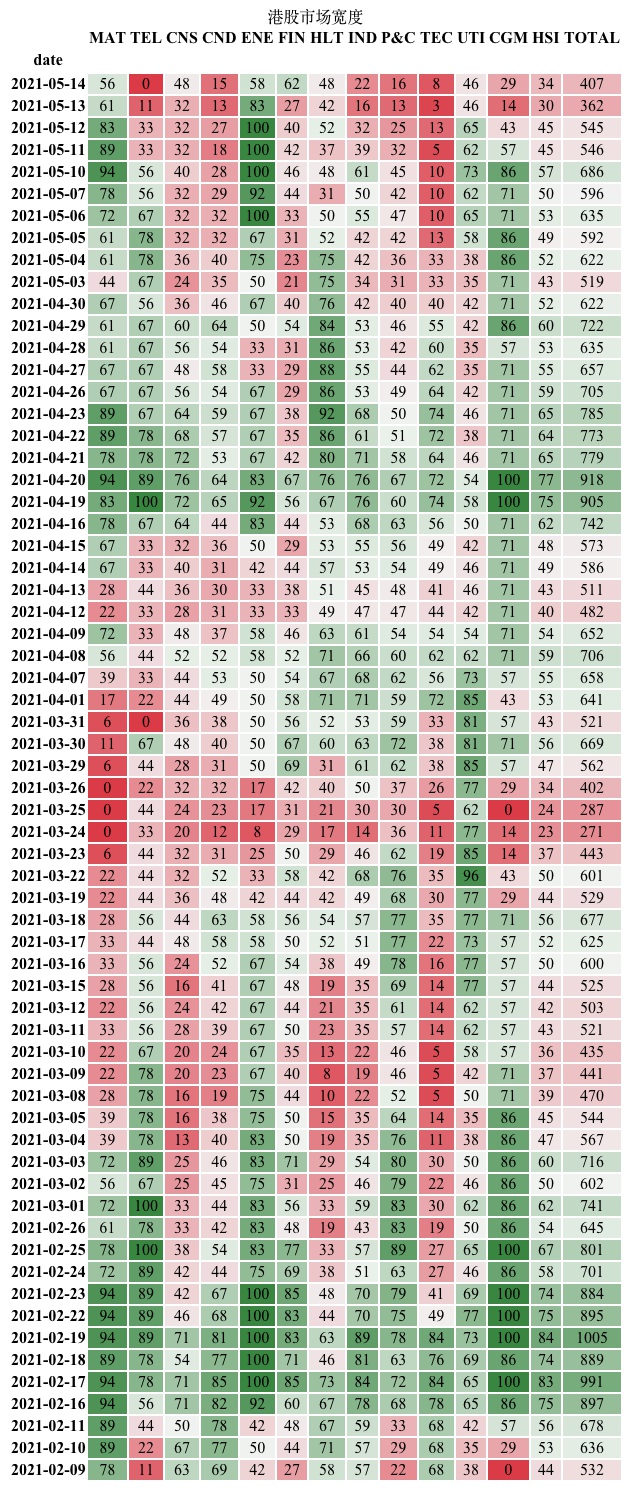 港股市场宽度
MAT TEL CNS CND ENE FIN HLT IND P&C TEC UTI CGM HSI TOTAL
date
2021-05-14 56 0 48 15 58 62 48 22 16 8 46 29 34 407
2021-05-13 61 11 32 13 83 27 42 16 13 3 46 14 30 362
2021-05-12 83 33 32 27 100 40 52 32 25 13 65 43 45 545
2021-05-11 89 33 32 18 100 42 37 39 32 5 62 57 45 546
2021-05-10 94 56 40 28 100 46 48 61 45 10 73 86 57 686
2021-05-07 78 56 32 29 92 44 31 50 42 10 62 71 50 596
2021-05-06 72 67 32 32 100 33 50 55 47 10 65 71 53 635
2021-05-05 61 78 32 32 67 31 52 42 42 13 58 86 49 592
2021-05-04 61 78 36 40 75 23 75 42 36 33 38 86 52 622
2021-05-03 44 67 24 35 50 21 75 34 31 33 35 71 43 519
2021-04-30 67 56 36 46 67 40 76 42 40 40 42 71 52 622
2021-04-29 61 67 60 64 50 54 84 53 46 55 42 86 60 722
2021-04-28 61 67 56 54 33 31 86 53 42 60 35 57 53 635
2021-04-27 67 67 48 58 33 29 88 55 44 62 35 71 55 657
2021-04-26 67 67 56 54 67 29 86 53 49 64 42 71 59 705
2021-04-23 89 67 64 59 67 38 92 68 50 74 46 71 65 785
2021-04-22 89 78 68 57 67 35 86 61 51 72 38 71 64 773
2021-04-21 78 78 72 53 67 42 80 71 58 64 46 71 65 779
2021-04-20 94 89 76 64 83 67 76 76 67 72 54 100 77 918
2021-04-19 83 100 72 65 92 56 67 76 60 74 58 100 75 905
2021-04-16 78 67 64 44 83 44 53 68 63 56 50 71 62 742
2021-04-15 67 33 32 36 50 29 53 55 56 49 42 71 48 573
2021-04-14 67 33 40 31 42 44 57 53 54 49 46 71 49 586
2021-04-13 28 44 36 30 33 38 51 45 48 41 46 71 43 511
2021-04-12 22 33 28 31 33 33 49 47 47 44 42 71 40 482
2021-04-09 72 33 48 37 58 46 63 61 54 54 54 71 54 652
2021-04-08 56 44 52 52 58 52 71 66 60 62 62 71 59 706
2021-04-07 39 33 44 53 50 54 67 68 62 56 73 57 55 658
2021-04-01 17 22 44 49 50 58 71 71 59 72 85 43 53 641
2021-03-31 6 0 36 38 50 56 52 53 59 33 81 57 43 521
2021-03-30 11 67 48 40 50 67 60 63 72 38 81 71 56 669
2021-03-29 6 44 28 31 50 69 31 61 62 38 85 57 47 562
2021-03-26 0 22 32 32 17 42 40 50 37 26 77 29 34 402
2021-03-25 0 44 24 23 17 31 21 30 30 5 62 0 24 287
2021-03-24 0 33 20 12 8 29 17 14 36 11 77 14 23 271
2021-03-23 6 44 32 31 25 50 29 46 62 19 85 14 37 443
2021-03-22 22 44 32 52 33 58 42 68 76 35 96 43 50 601
2021-03-19 22 44 36 48 42 44 42 49 68 30 77 29 44 529
2021-03-18 28 56 44 63 58 56 54 57 77 35 77 71 56 677
2021-03-17 33 44 48 58 58 50 52 51 77 22 73 57 52 625
2021-03-16 33 56 24 52 67 54 38 49 78 16 77 57 50 600
2021-03-15 28 56 16 41 67 48 19 35 69 14 77 57 44 525
2021-03-12 22 56 24 42 67 44 21 35 61 14 62 57 42 503
2021-03-11 33 56 28 39 67 50 23 35 57 14 62 57 43 521
2021-03-10 22 67 20 24 67 35 13 22 46 5 58 57 36 435
2021-03-09 22 78 20 23 67 40 8 19 46 5 42 71 37 441
2021-03-08 28 78 16 19 75 44 10 22 52 5 50 71 39 470
2021-03-05 39 78 16 38 75 50 15 35 64 14 35 86 45 544
2021-03-04 39 78 13 40 83 50 19 35 76 11 38 86 47 567
2021-03-03 72 89 25 46 83 71 29 54 80 30 50 86 60 716
2021-03-02 56 67 25 45 75 31 25 46 79 22 46 86 50 602
2021-03-01 72 100 33 44 83 56 33 59 83 30 62 86 62 741
2021-02-26 61 78 33 42 83 48 19 43 83 19 50 86 54 645
2021-02-25 78 100 38 54 83 77 33 57 89 27 65 100 67 801
2021-02-24 72 89 42 44 75 69 38 51 63 27 46 86 58 701
2021-02-23 94 89 42 67 100 85 48 70 79 41 69 100 74 884
2021-02-22 94 89 46 68 100 83 44 70 75 49 77 100 75 895
2021-02-19 94 89 71 81 100 83 63 89 78 84 73 100 84 1005
2021-02-18 89 78 54 77 100 71 46 81 63 76 69 86 74 889
2021-02-17 94 78 71 85 100 85 73 84 72 84 65 100 83 991
2021-02-16 94 56 71 82 92 60 67 78 68 78 65 86 75 897
2021-02-11 89 44 50 78 42 48 67 59 33 68 42 57 56 678
2021-02-10 89 22 67 77 50 44 71 57 29 68 35 29 53 636
2021-02-09 78 11 63 69 42 27 58 57 22 68 38 0 44 532